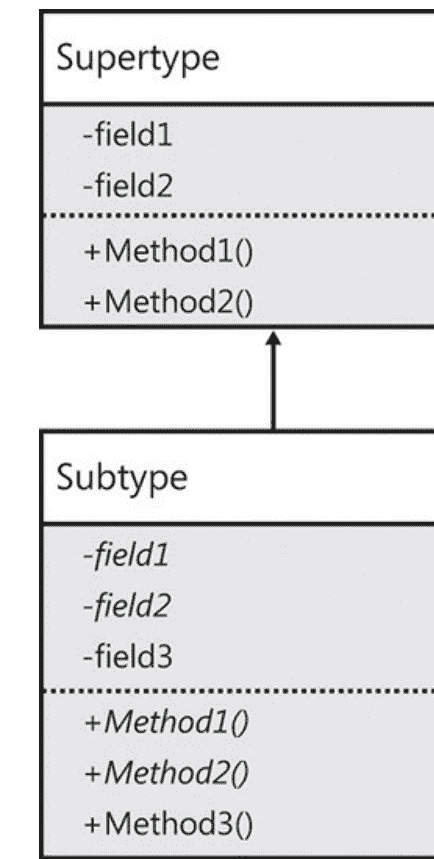 Supertype
-field1
-field2
+Method1()
+Method2()
Subtype
-field1
-field2
-field3
+Method1()
+Method2()
+Method3()